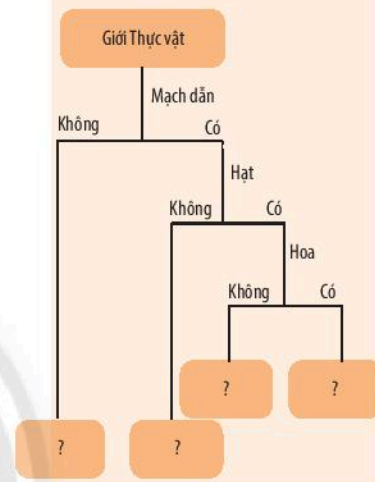 Giới Thực vật
Mạch dẫn
Không Có
Hạt
Không Có
Hoa
Không Có
? ?
? ?